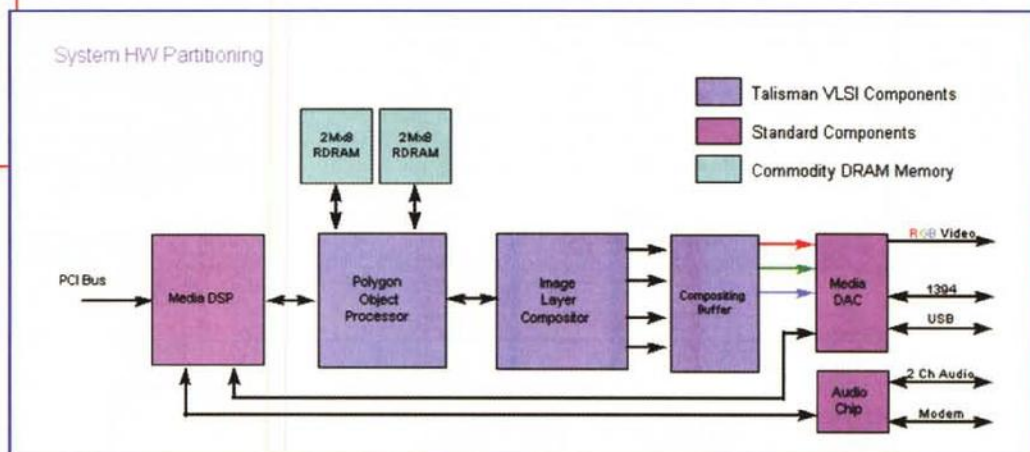 System HW Partitioning
Talisman VLSI Components
Standard Components
Commodity DRAM Memory
2Mx8
RDRAM
2Mx8
RDRAM
PCI Bus
Media DSP
Polygon
Object
Processor
Image
Layer
Compositor
Compositing
Buffer
Media
DAC
RGB Video
1394
USB
Audio
Chip
2 Ch Audio
Modem